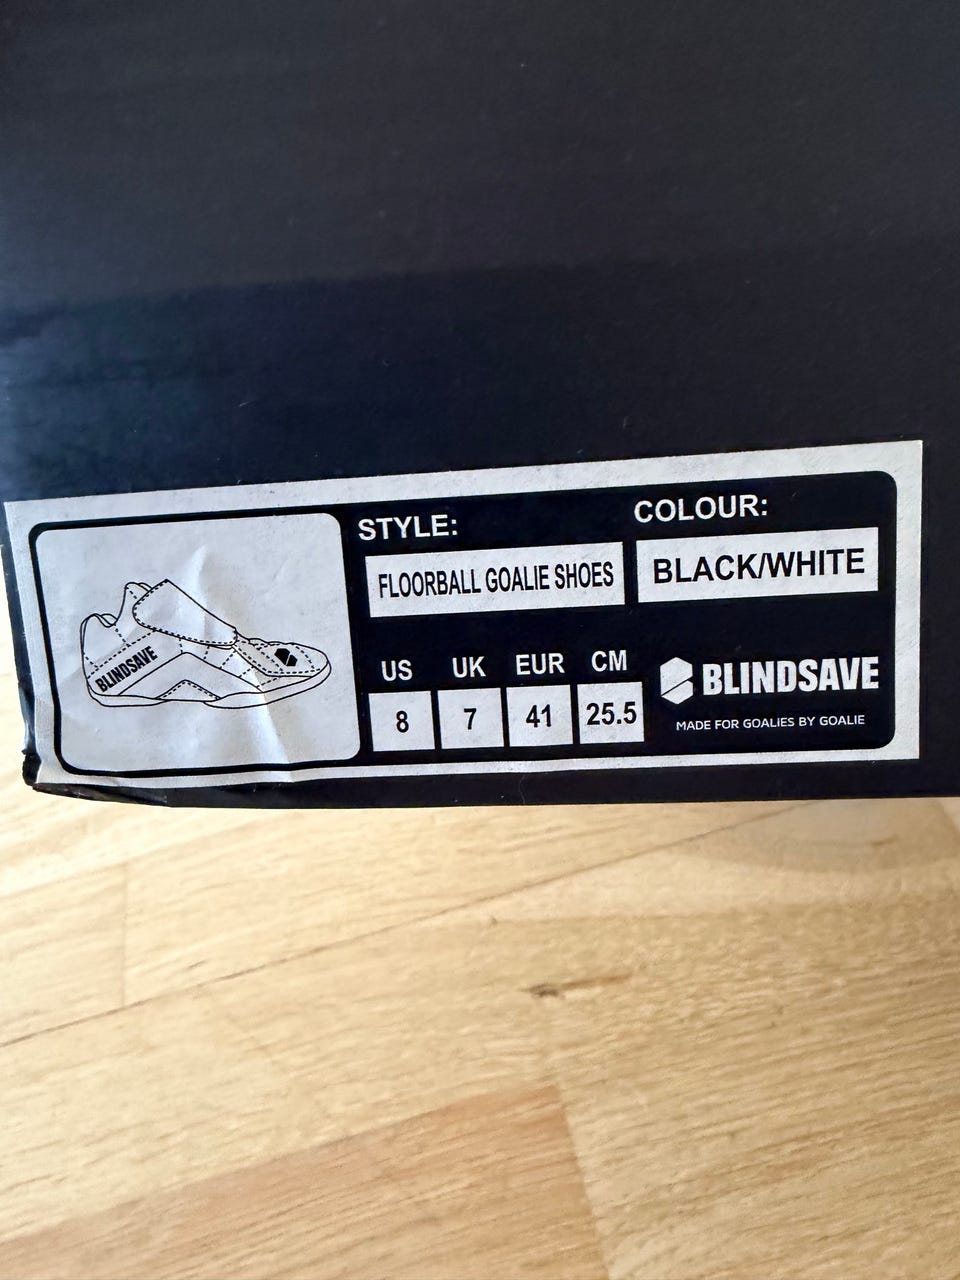 STYLE:
COLOUR:
FLOORBALL GOALIE SHOES
BLACK/WHITE
BLINDSAVE
US UK EUR CM
8 7 41 25.5
BLINDSAVE
MADE FOR GOALIES BY GOALIE